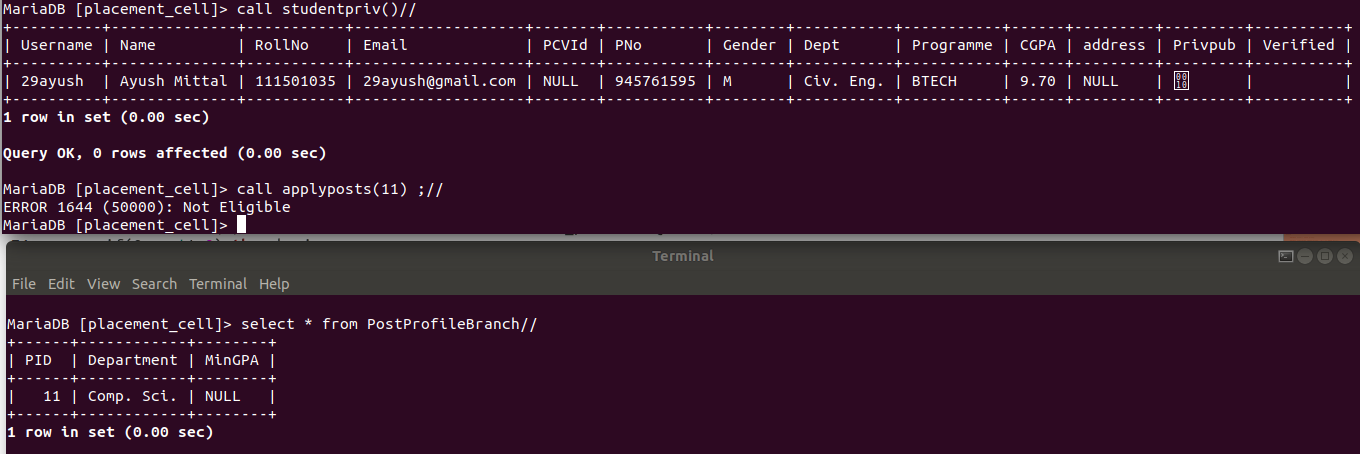 MariaDB [placement_cell]> call studentpriv()//
+----------+--------------+-----------+-------------------+-------+-----------+--------+------------+-----------+------+---------+---------+----------+
| Username | Name | RollNo | Email | PCVId | PNo | Gender | Dept | Programme | CGPA | address | Privpub | Verified |
+----------+--------------+-----------+-------------------+-------+-----------+--------+------------+-----------+------+---------+---------+----------+
| 29ayush | Ayush Mittal | 111501035 | 29ayush@gmail.com | NULL | 945761595 | M | Civ. Eng. | BTECH | 9.70 | NULL | 0010 | |
+----------+--------------+-----------+-------------------+-------+-----------+--------+------------+-----------+------+---------+---------+----------+
1 row in set (0.00 sec)
Query OK, 0 rows affected (0.00 sec)
MariaDB [placement_cell]> call applyposts(11) ;//
ERROR 1644 (50000): Not Eligible
MariaDB [placement_cell]>
Terminal
File Edit View Search Terminal Help
MariaDB [placement_cell]> select * from PostProfileBranch//
+------+------------+--------+
| PID | Department | MinGPA |
+------+------------+--------+
| 11 | Comp. Sci. | NULL |
+------+------------+--------+
1 row in set (0.00 sec)